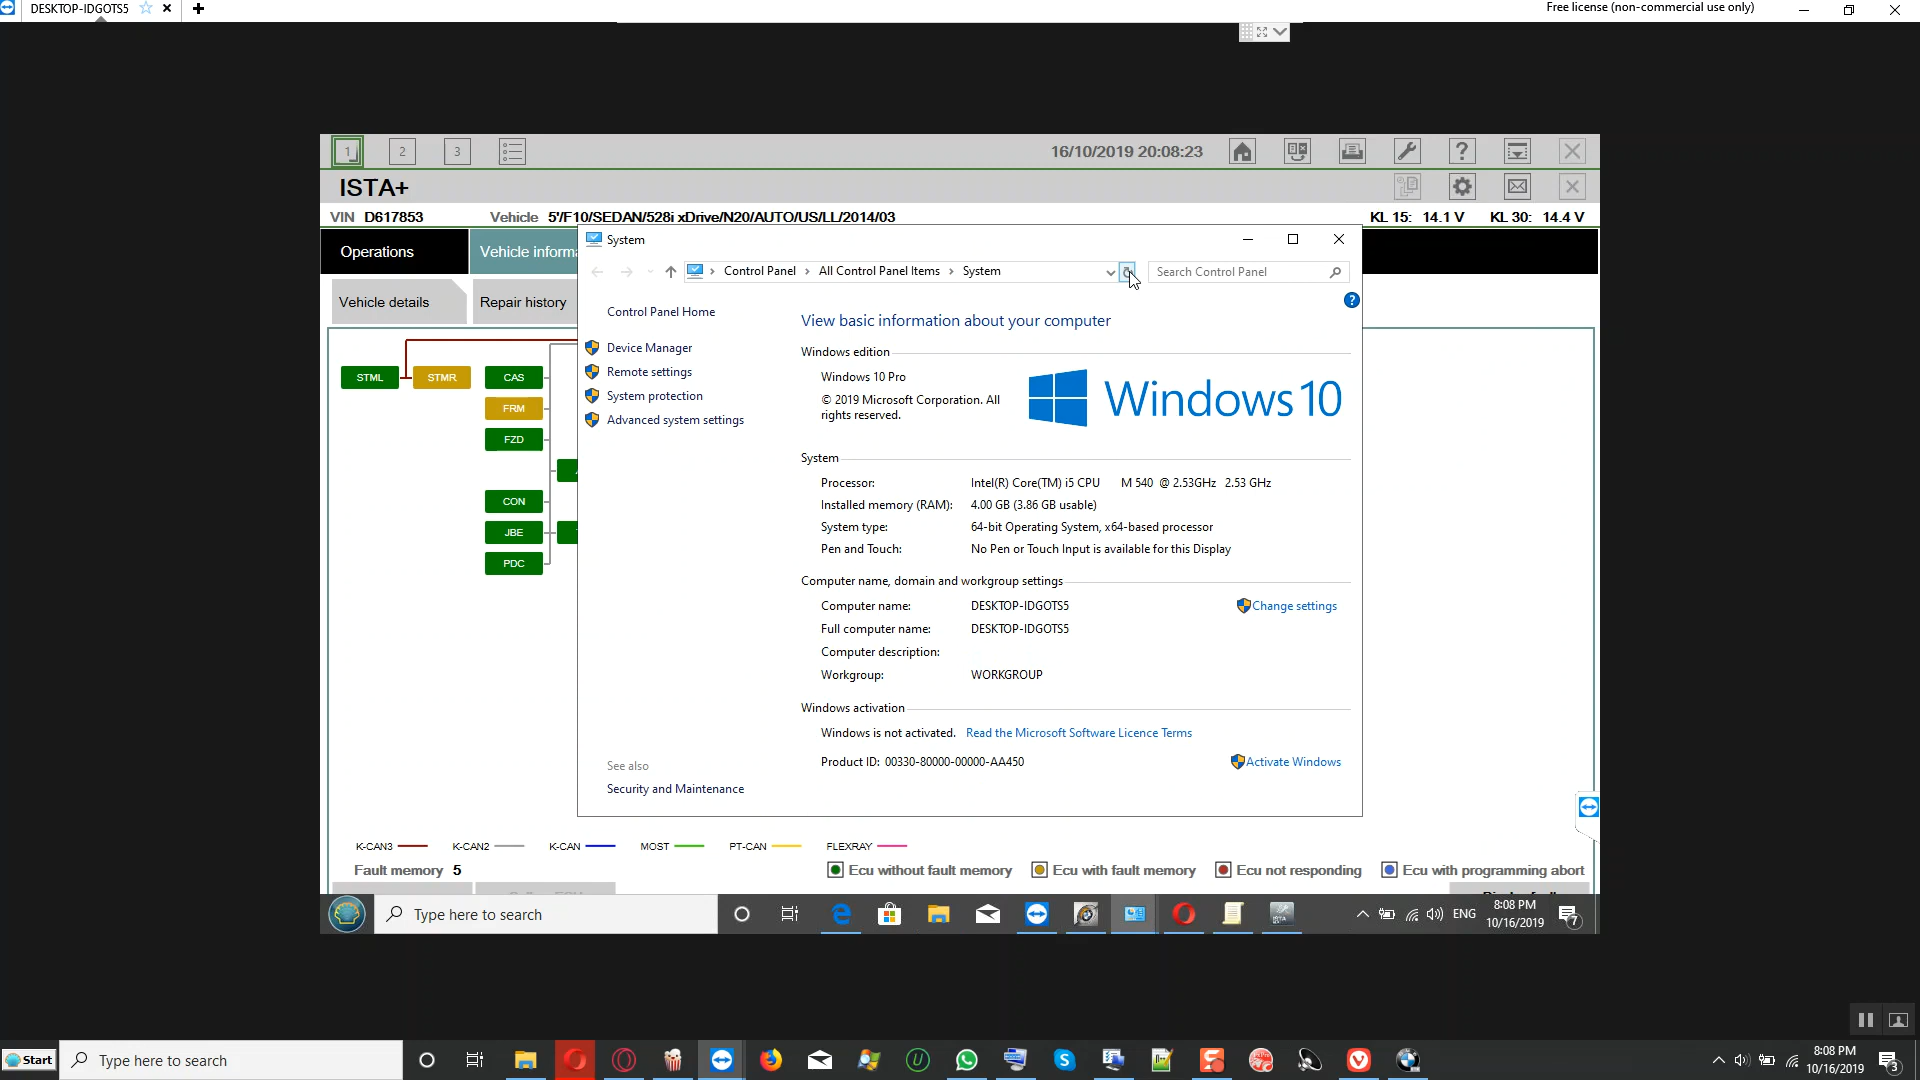 DESKTOP-IDGOTS5
Free license (non-commercial use only)
1 2 3
16/10/2019 20:08:23
?
ISTA+
VIN D617853
Vehicle 5'/F10/SEDAN/528i xDrive/N20/AUTO/US/LL/2014/03
KL 15: 14.1 V KL 30: 14.4 V
Operations
Vehicle informa
Vehicle details
Repair history
STML
STMR
CAS
FRM
FZD
CON
JBE
PDC
System
Control Panel › All Control Panel Items › System
Search Control Panel
?
Control Panel Home
Device Manager
Remote settings
System protection
Advanced system settings
See also
Security and Maintenance
View basic information about your computer
Windows edition
Windows 10 Pro
© 2019 Microsoft Corporation. All
rights reserved.
Windows 10
System
Processor: Intel(R) Core(TM) i5 CPU M 540 @ 2.53GHz 2.53 GHz
Installed memory (RAM): 4.00 GB (3.86 GB usable)
System type: 64-bit Operating System, x64-based processor
Pen and Touch: No Pen or Touch Input is available for this Display
Computer name, domain and workgroup settings
Computer name: DESKTOP-IDGOTS5
Change settings
Full computer name: DESKTOP-IDGOTS5
Computer description:
Workgroup: WORKGROUP
Windows activation
Windows is not activated. Read the Microsoft Software Licence Terms
Product ID: 00330-80000-00000-AA450
Activate Windows
K-CAN3 K-CAN2 K-CAN MOST PT-CAN FLEXRAY
Fault memory 5
Ecu without fault memory
Ecu with fault memory
Ecu not responding
Ecu with programming abort
Type here to search
ENG
8:08 PM
10/16/2019
7
Start
Type here to search
8:08 PM
10/16/2019
3